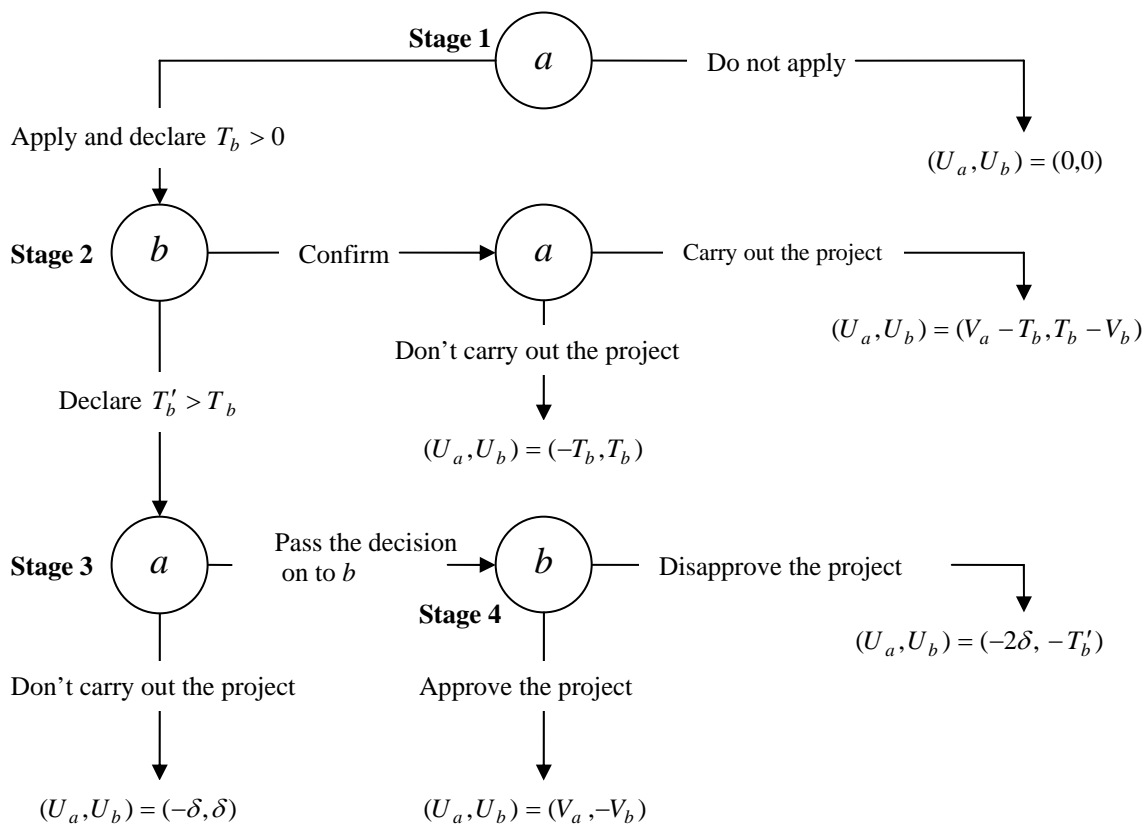 Stage 1
a
Do not apply
Apply and declare T_b > 0
(U_a, U_b) = (0,0)
Stage 2
b
Confirm
a
Carry out the project
(U_a, U_b) = (V_a − T_b, T_b − V_b)
Don't carry out the project
Declare T_b′ > T_b
(U_a, U_b) = (−T_b, T_b)
Stage 3
a
Pass the decision
on to b
b
Disapprove the project
Stage 4
(U_a, U_b) = (−2δ, −T_b′)
Don't carry out the project
Approve the project
(U_a, U_b) = (−δ, δ)
(U_a, U_b) = (V_a, −V_b)